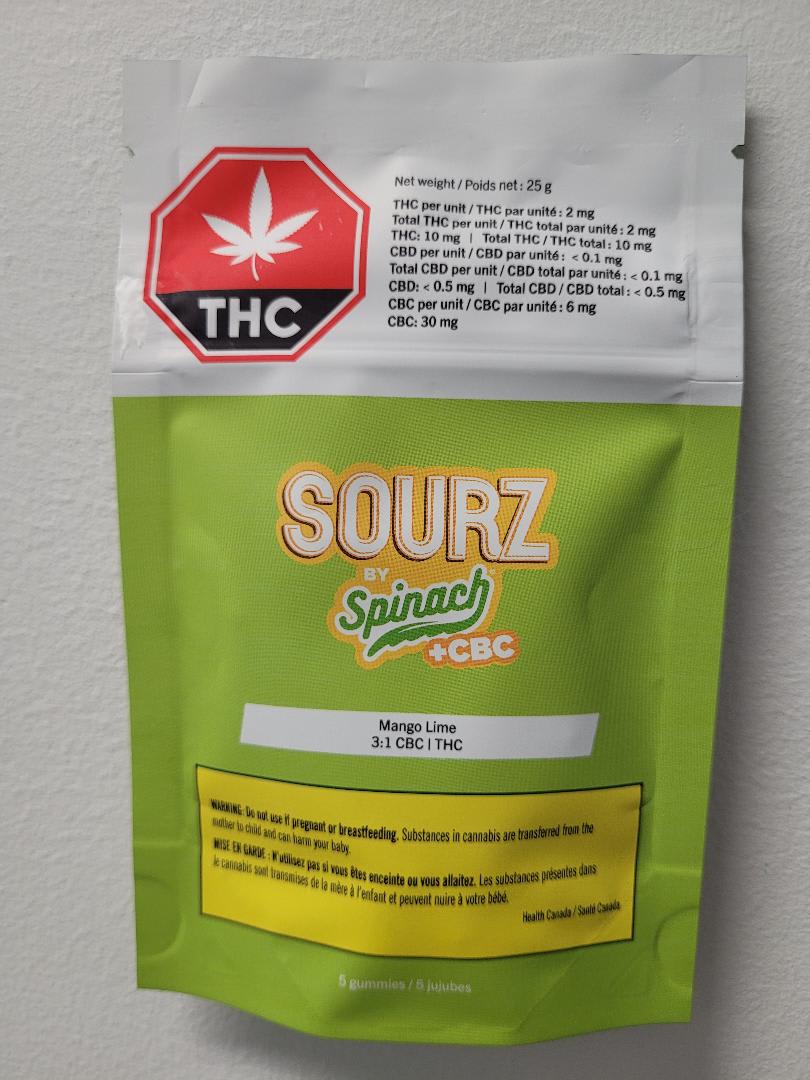 THC
Net weight / Poids net : 25 g
THC per unit / THC par unité : 2 mg
Total THC per unit / THC total par unité : 2 mg
THC: 10 mg | Total THC / THC total : 10 mg
CBD per unit / CBD par unité : < 0.1 mg
Total CBD per unit / CBD total par unité : < 0.1 mg
CBD: < 0.5 mg | Total CBD / CBD total : < 0.5 mg
CBC per unit / CBC par unité : 6 mg
CBC: 30 mg
SOURZ
BY
Spinach
+CBC
Mango Lime
3:1 CBC | THC
WARNING: Do not use if pregnant or breastfeeding. Substances in cannabis are transferred from the
mother to child and can harm your baby.
MISE EN GARDE : N'utilisez pas si vous êtes enceinte ou vous allaitez. Les substances présentes dans
le cannabis sont transmises de la mère à l'enfant et peuvent nuire à votre bébé.
Health Canada / Santé Canada
5 gummies / 5 jujubes